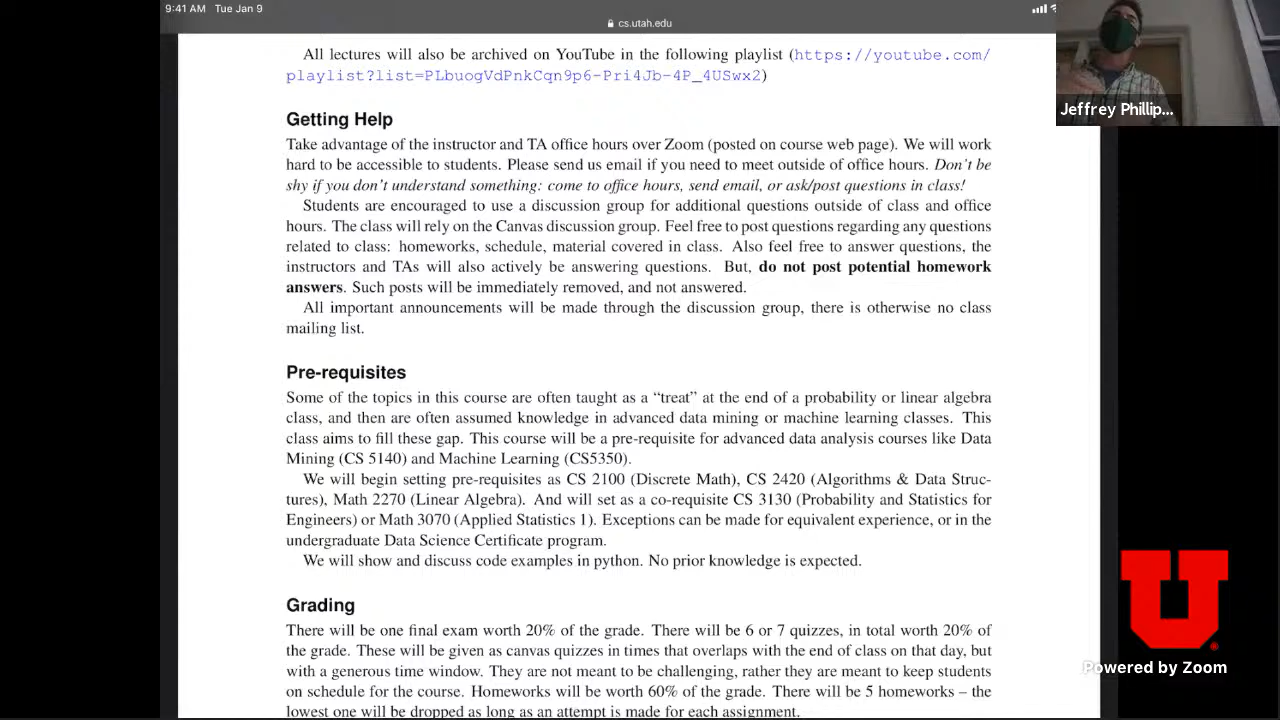 9:41 AM Tue Jan 9
cs.utah.edu
All lectures will also be archived on YouTube in the following playlist (https://youtube.com/
playlist?list=PLbuogVdPnkCqn9p6-Pri4Jb-4P_4USwx2)
Jeffrey Phillip...
Getting Help
Take advantage of the instructor and TA office hours over Zoom (posted on course web page). We will work
hard to be accessible to students. Please send us email if you need to meet outside of office hours. Don't be
shy if you don't understand something: come to office hours, send email, or ask/post questions in class!
Students are encouraged to use a discussion group for additional questions outside of class and office
hours. The class will rely on the Canvas discussion group. Feel free to post questions regarding any questions
related to class: homeworks, schedule, material covered in class. Also feel free to answer questions, the
instructors and TAs will also actively be answering questions. But, do not post potential homework
answers. Such posts will be immediately removed, and not answered.
All important announcements will be made through the discussion group, there is otherwise no class
mailing list.
Pre-requisites
Some of the topics in this course are often taught as a “treat” at the end of a probability or linear algebra
class, and then are often assumed knowledge in advanced data mining or machine learning classes. This
class aims to fill these gap. This course will be a pre-requisite for advanced data analysis courses like Data
Mining (CS 5140) and Machine Learning (CS5350).
We will begin setting pre-requisites as CS 2100 (Discrete Math), CS 2420 (Algorithms & Data Struc-
tures), Math 2270 (Linear Algebra). And will set as a co-requisite CS 3130 (Probability and Statistics for
Engineers) or Math 3070 (Applied Statistics 1). Exceptions can be made for equivalent experience, or in the
undergraduate Data Science Certificate program.
We will show and discuss code examples in python. No prior knowledge is expected.
Grading
There will be one final exam worth 20% of the grade. There will be 6 or 7 quizzes, in total worth 20% of
the grade. These will be given as canvas quizzes in times that overlaps with the end of class on that day, but
with a generous time window. They are not meant to be challenging, rather they are meant to keep students
on schedule for the course. Homeworks will be worth 60% of the grade. There will be 5 homeworks – the
lowest one will be dropped as long as an attempt is made for each assignment.
U
Powered by Zoom